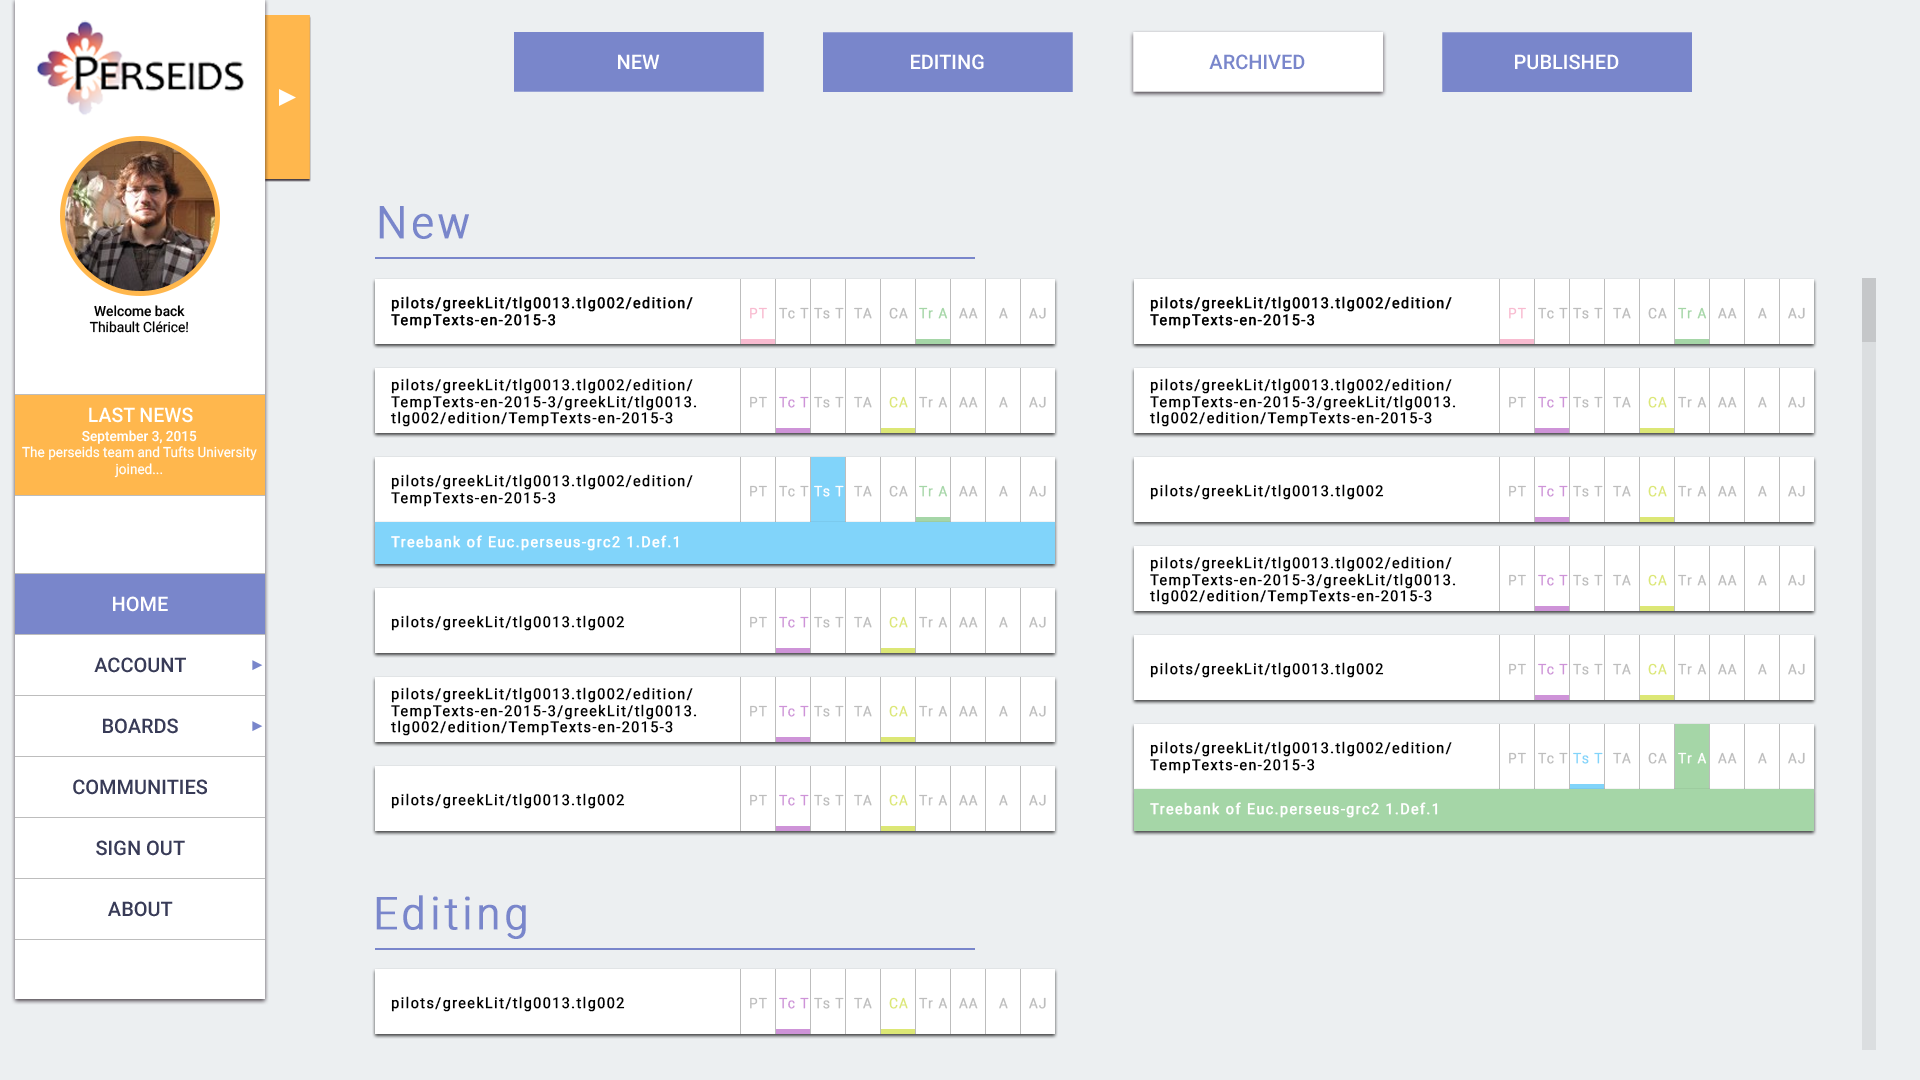 PERSEIDS
Welcome back
Thibault Clérice!
LAST NEWS
September 3, 2015
The perseids team and Tufts University
joined...
HOME
ACCOUNT
BOARDS
COMMUNITIES
SIGN OUT
ABOUT
NEW EDITING ARCHIVED PUBLISHED
New
pilots/greekLit/tlg0013.tlg002/edition/
TempTexts-en-2015-3
PT Tc T Ts T TA CA Tr A AA A AJ
pilots/greekLit/tlg0013.tlg002/edition/
TempTexts-en-2015-3/greekLit/tlg0013.
tlg002/edition/TempTexts-en-2015-3
PT Tc T Ts T TA CA Tr A AA A AJ
pilots/greekLit/tlg0013.tlg002/edition/
TempTexts-en-2015-3
PT Tc T Ts T TA CA Tr A AA A AJ
Treebank of Euc.perseus-grc2 1.Def.1
pilots/greekLit/tlg0013.tlg002
PT Tc T Ts T TA CA Tr A AA A AJ
pilots/greekLit/tlg0013.tlg002/edition/
TempTexts-en-2015-3/greekLit/tlg0013.
tlg002/edition/TempTexts-en-2015-3
PT Tc T Ts T TA CA Tr A AA A AJ
pilots/greekLit/tlg0013.tlg002
PT Tc T Ts T TA CA Tr A AA A AJ
pilots/greekLit/tlg0013.tlg002/edition/
TempTexts-en-2015-3
PT Tc T Ts T TA CA Tr A AA A AJ
pilots/greekLit/tlg0013.tlg002/edition/
TempTexts-en-2015-3/greekLit/tlg0013.
tlg002/edition/TempTexts-en-2015-3
PT Tc T Ts T TA CA Tr A AA A AJ
pilots/greekLit/tlg0013.tlg002
PT Tc T Ts T TA CA Tr A AA A AJ
pilots/greekLit/tlg0013.tlg002/edition/
TempTexts-en-2015-3/greekLit/tlg0013.
tlg002/edition/TempTexts-en-2015-3
PT Tc T Ts T TA CA Tr A AA A AJ
pilots/greekLit/tlg0013.tlg002
PT Tc T Ts T TA CA Tr A AA A AJ
pilots/greekLit/tlg0013.tlg002/edition/
TempTexts-en-2015-3
PT Tc T Ts T TA CA Tr A AA A AJ
Treebank of Euc.perseus-grc2 1.Def.1
Editing
pilots/greekLit/tlg0013.tlg002
PT Tc T Ts T TA CA Tr A AA A AJ